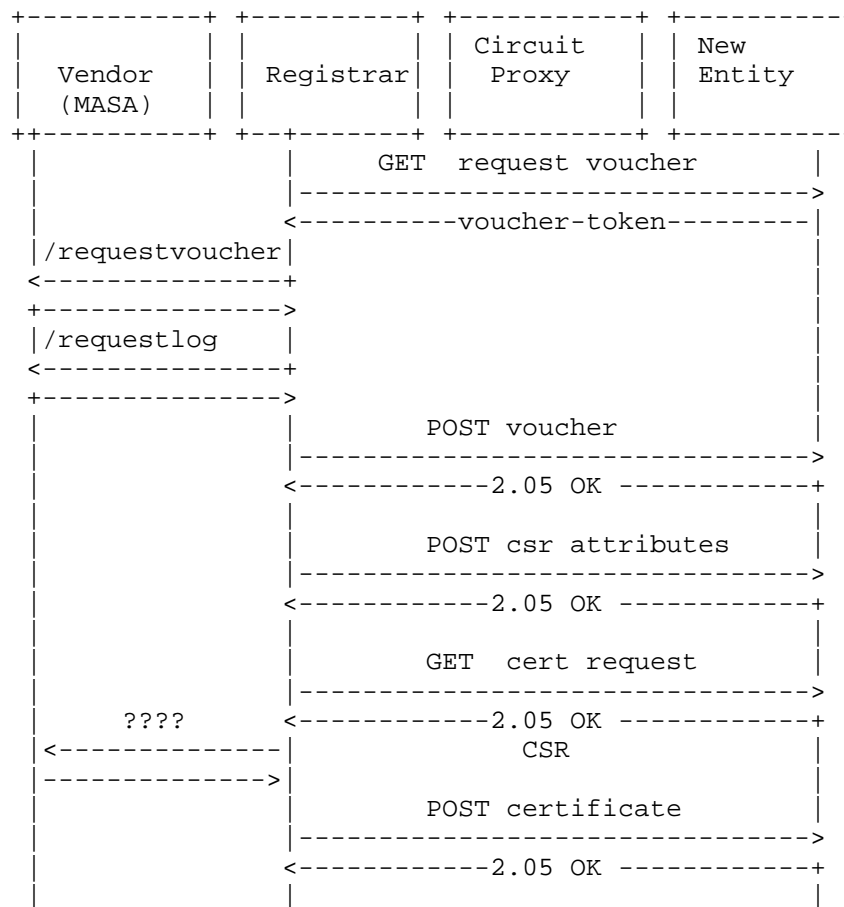 Circuit New
Vendor Registrar Proxy Entity
(MASA)
GET request voucher
voucher-token
/requestvoucher
/requestlog
POST voucher
2.05 OK
POST csr attributes
2.05 OK
GET cert request
???? 2.05 OK
CSR
POST certificate
2.05 OK